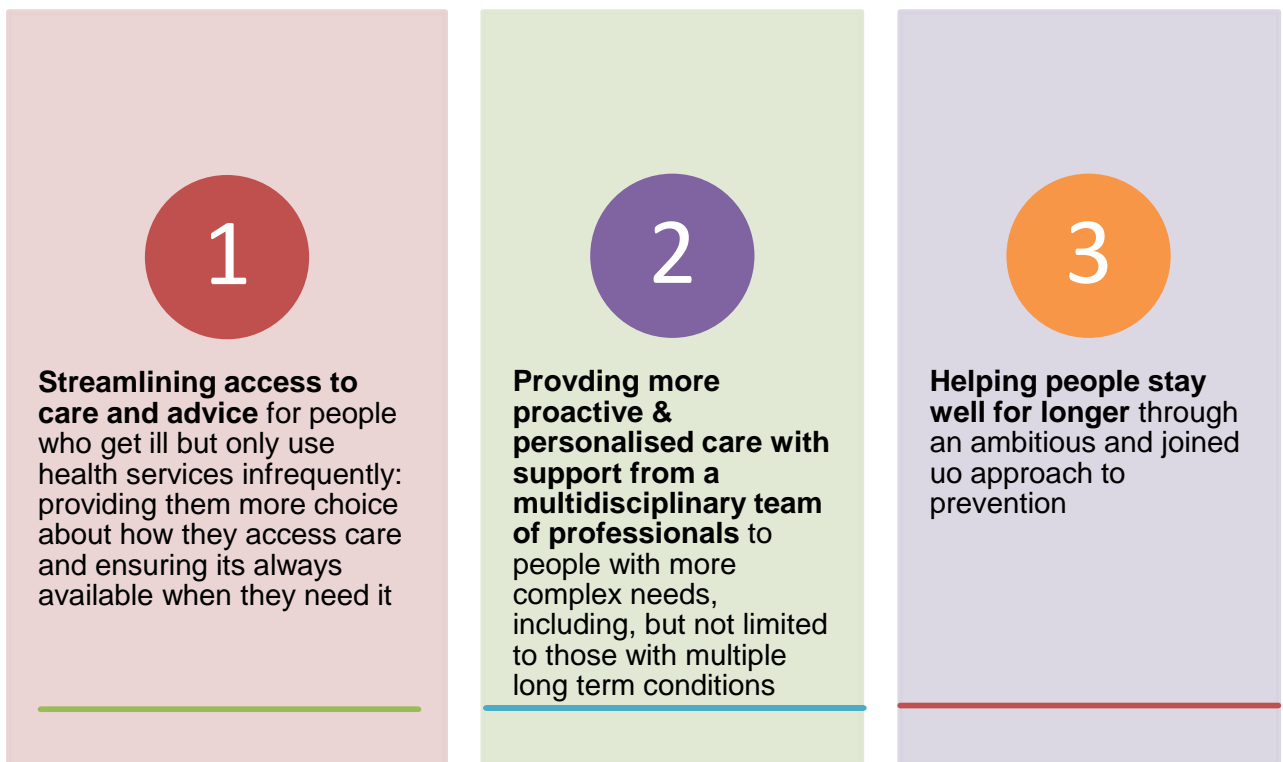 1
Streamlining access to
care and advice for people
who get ill but only use
health services infrequently:
providing them more choice
about how they access care
and ensuring its always
available when they need it
2
Provding more
proactive &
personalised care with
support from a
multidisciplinary team
of professionals to
people with more
complex needs,
including, but not limited
to those with multiple
long term conditions
3
Helping people stay
well for longer through
an ambitious and joined
uo approach to
prevention